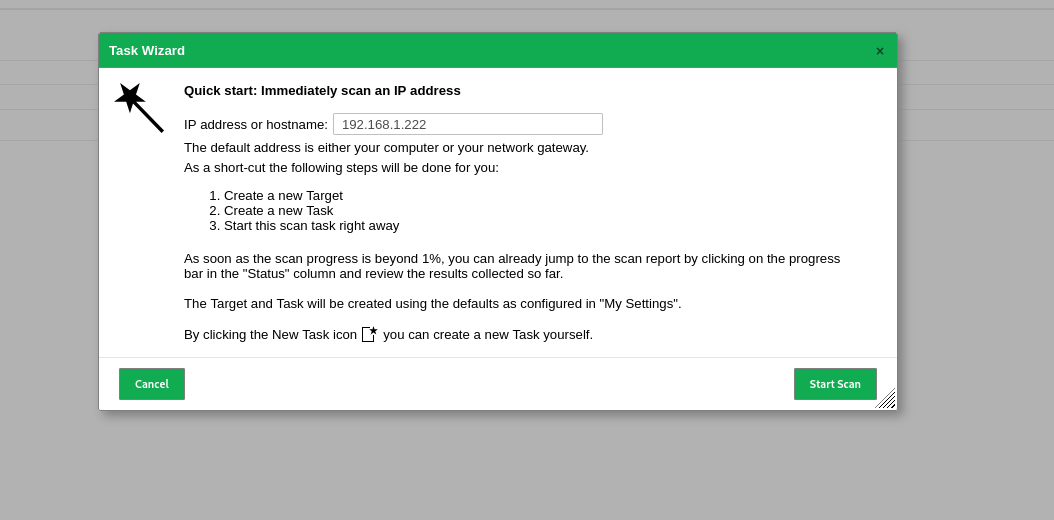 Task Wizard ×
Quick start: Immediately scan an IP address
IP address or hostname: 192.168.1.222
The default address is either your computer or your network gateway.
As a short-cut the following steps will be done for you:
1. Create a new Target
2. Create a new Task
3. Start this scan task right away
As soon as the scan progress is beyond 1%, you can already jump to the scan report by clicking on the progress
bar in the "Status" column and review the results collected so far.
The Target and Task will be created using the defaults as configured in "My Settings".
By clicking the New Task icon you can create a new Task yourself.
Cancel Start Scan